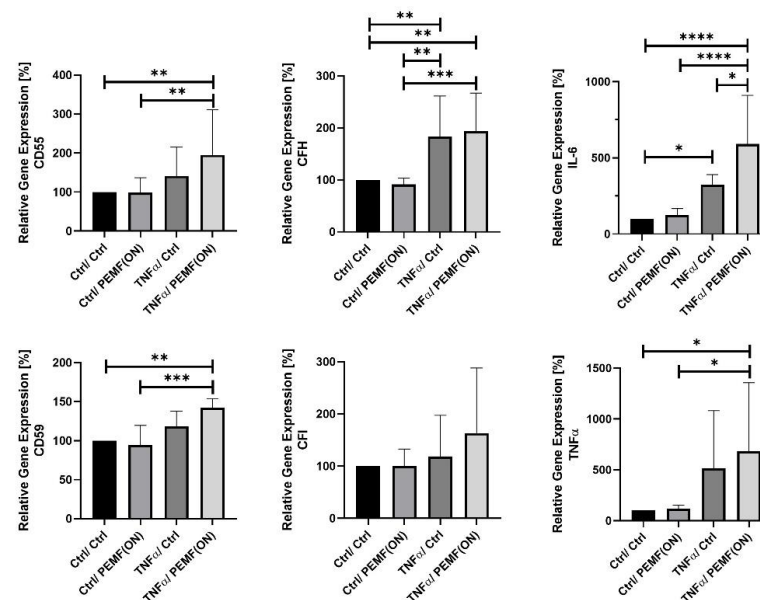 **
**
400
300
200
100
0
Relative Gene Expression [%]
CD55
Ctrl/ Ctrl
Ctrl/ PEMF(ON)
TNFα/ Ctrl
TNFα/ PEMF(ON)
**
**
**
***
300
200
100
0
Relative Gene Expression [%]
CFH
Ctrl/ Ctrl
Ctrl/ PEMF(ON)
TNFα/ Ctrl
TNFα/ PEMF(ON)
****
****
*
*
1000
500
0
Relative Gene Expression [%]
IL-6
Ctrl/ Ctrl
Ctrl/ PEMF(ON)
TNFα/ Ctrl
TNFα/ PEMF(ON)
**
***
200
150
100
50
0
Relative Gene Expression [%]
CD59
Ctrl/ Ctrl
Ctrl/ PEMF(ON)
TNFα/ Ctrl
TNFα/ PEMF(ON)
300
200
100
0
Relative Gene Expression [%]
CFI
Ctrl/ Ctrl
Ctrl/ PEMF(ON)
TNFα/ Ctrl
TNFα/ PEMF(ON)
*
*
1500
1000
500
0
Relative Gene Expression [%]
TNFα
Ctrl/ Ctrl
Ctrl/ PEMF(ON)
TNFα/ Ctrl
TNFα/ PEMF(ON)